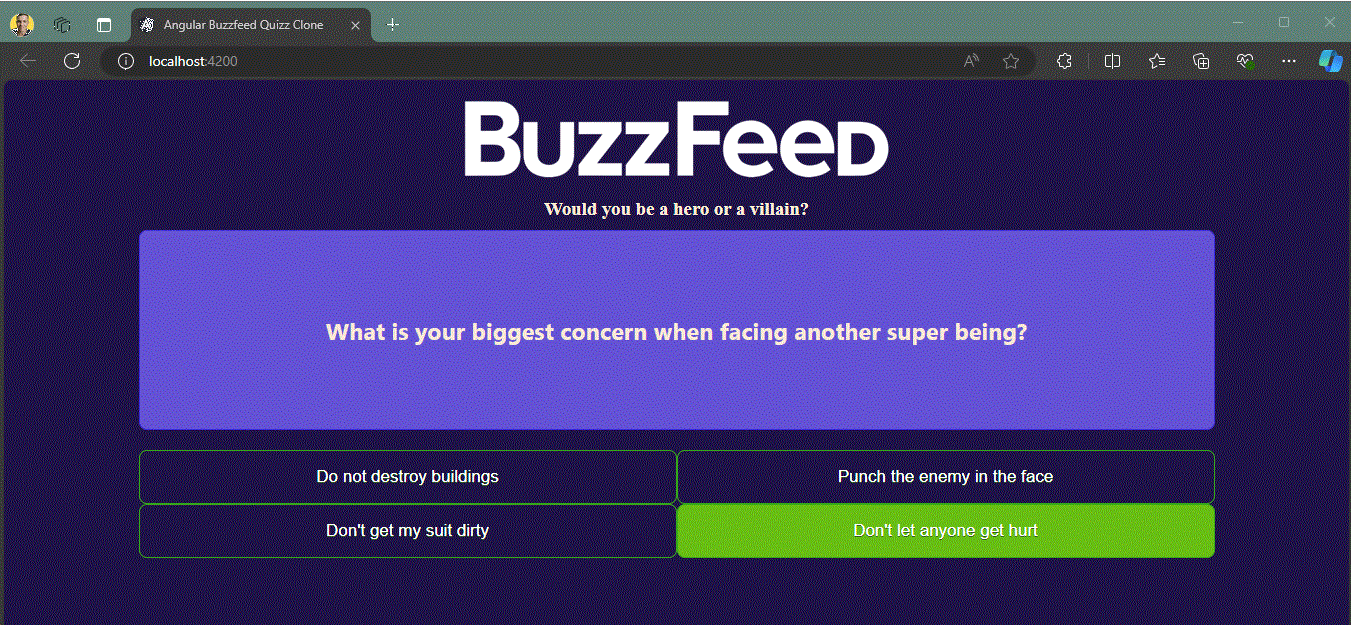 Angular Buzzfeed Quizz Clone
localhost:4200
BuzzFeed
Would you be a hero or a villain?
What is your biggest concern when facing another super being?
Do not destroy buildings
Punch the enemy in the face
Don't get my suit dirty
Don't let anyone get hurt